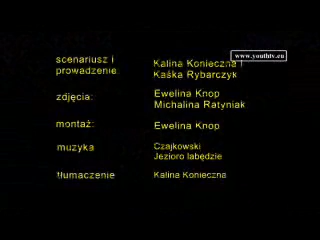 www.youthtv.eu
scenariusz i
prowadzenie:
Kalina Konieczna i
Kaśka Rybarczyk
zdjęcia:
Ewelina Knop
Michalina Ratyniak
montaż:
Ewelina Knop
muzyka
Czajkowski
Jezioro łabędzie
tłumaczenie
Kalina Konieczna